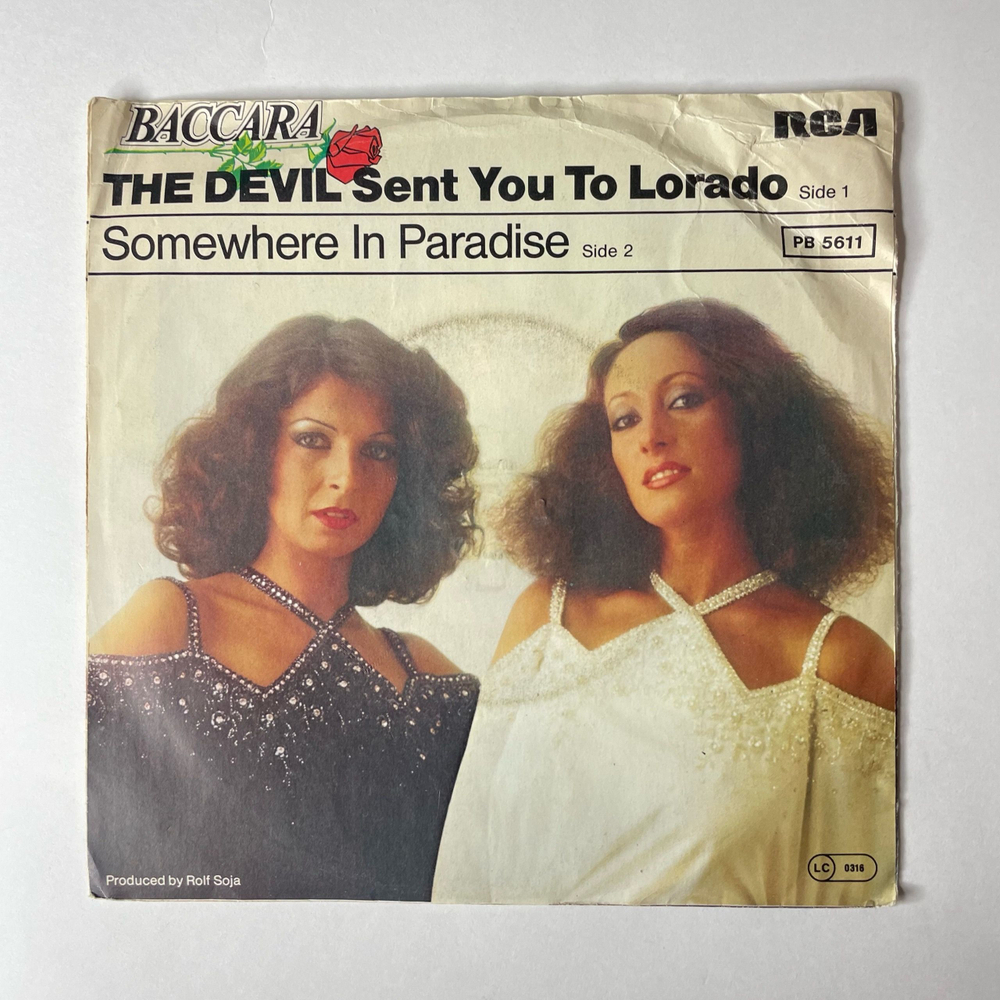 BACCARA
RCA
THE DEVIL Sent You To Lorado Side 1
Somewhere In Paradise Side 2
PB 5611
Produced by Rolf Soja
LC 0316